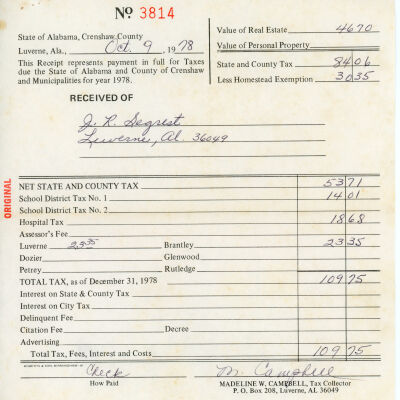 No 3814
State of Alabama, Crenshaw County
Luverne, Ala., Oct. 9, 1978
This Receipt represents payment in full for Taxes
due the State of Alabama and County of Crenshaw
and Municipalities for year 1978.
Value of Real Estate 4670
Value of Personal Property
State and County Tax 84 06
Less Homestead Exemption 30 35
RECEIVED OF
J. R. Segrest
Luverne, Al. 36049
ORIGINAL
NET STATE AND COUNTY TAX 53 71
School District Tax No. 1 14 01
School District Tax No. 2
Hospital Tax 18 68
Assessor's Fee
Luverne 23.35 Brantley 23 35
Dozier Glenwood
Petrey Rutledge
TOTAL TAX, as of December 31, 1978 109 75
Interest on State & County Tax
Interest on City Tax
Delinquent Fee
Citation Fee Decree
Advertising
Total Tax, Fees, Interest and Costs 109 75
Check M. Campbell
How Paid MADELINE W. CAMPBELL, Tax Collector
P. O. Box 208, Luverne, AL 36049